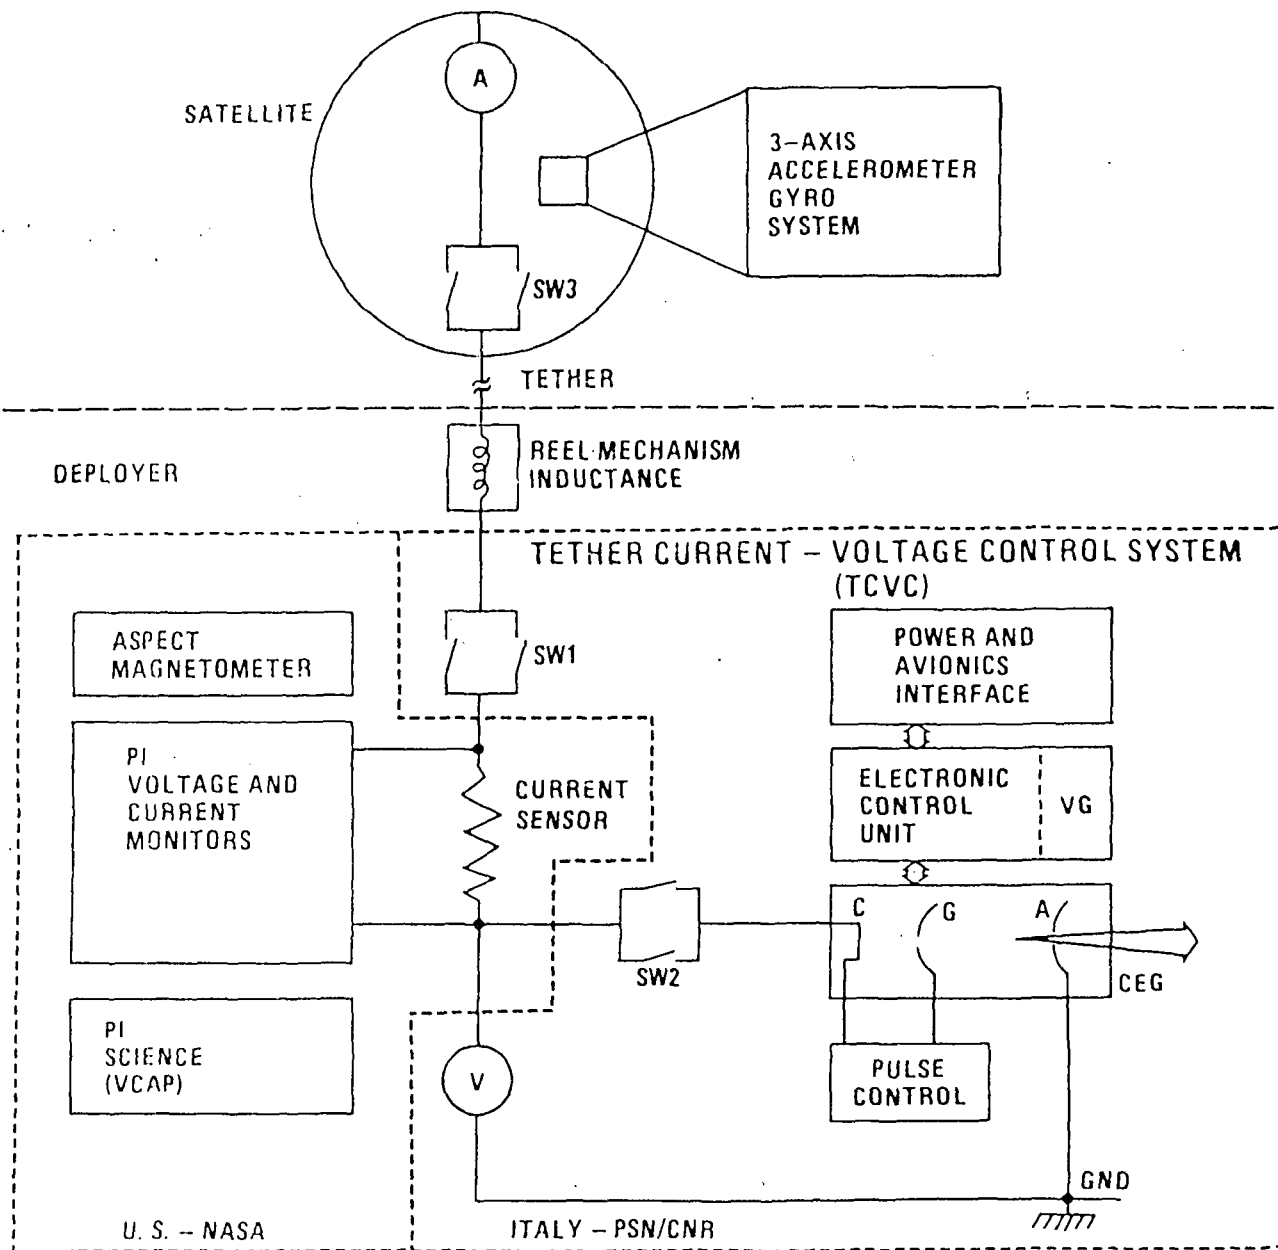 A
SATELLITE
3-AXIS
ACCELEROMETER
GYRO
SYSTEM
SW3
TETHER
DEPLOYER
REEL MECHANISM
INDUCTANCE
TETHER CURRENT - VOLTAGE CONTROL SYSTEM
(TCVC)
ASPECT
MAGNETOMETER
SW1
POWER AND
AVIONICS
INTERFACE
PI
VOLTAGE AND
CURRENT
MONITORS
CURRENT
SENSOR
ELECTRONIC
CONTROL
UNIT
VG
C
G
A
SW2
CEG
PI
SCIENCE
(VCAP)
V
PULSE
CONTROL
GND
U. S. - NASA
ITALY - PSN/CNR